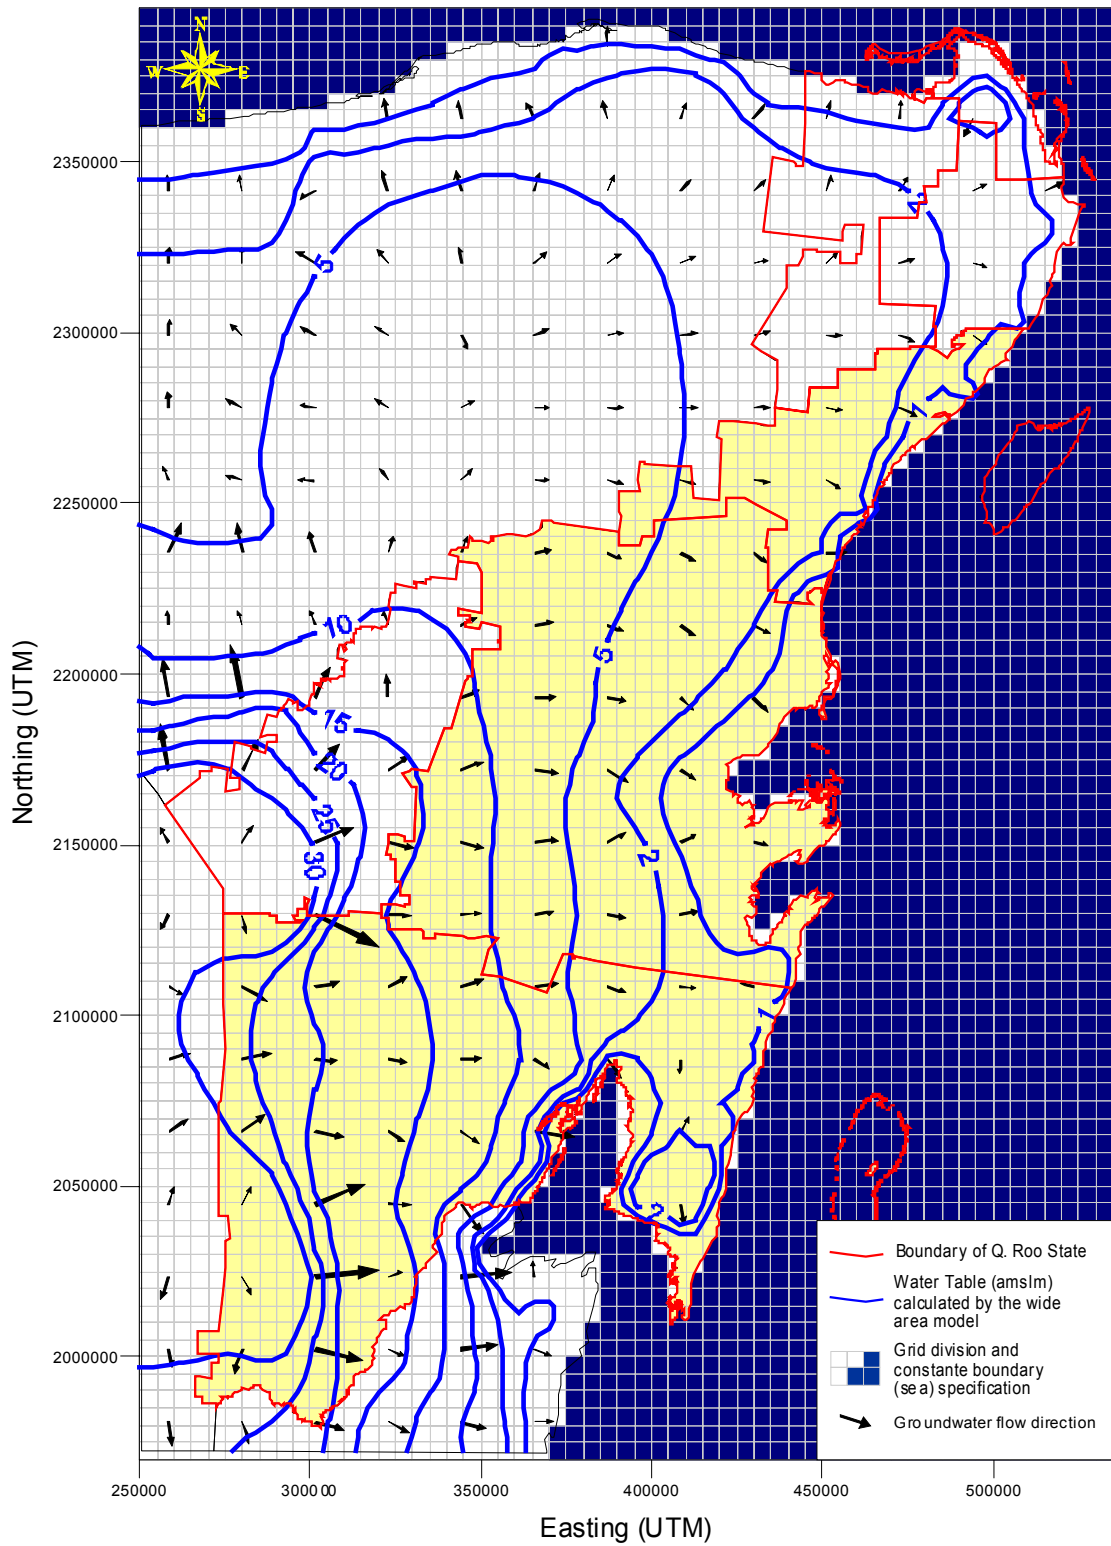 N
W E
S
2350000
2300000
2250000
2200000
2150000
2100000
2050000
2000000
Northing (UTM)
5
2
1
10
5
15
20
25
30
2
1
2
Boundary of Q. Roo State
Water Table (amslm)
calculated by the wide
area model
Grid division and
constante boundary
(sea) specification
Groundwater flow direction
250000 300000 350000 400000 450000 500000
Easting (UTM)